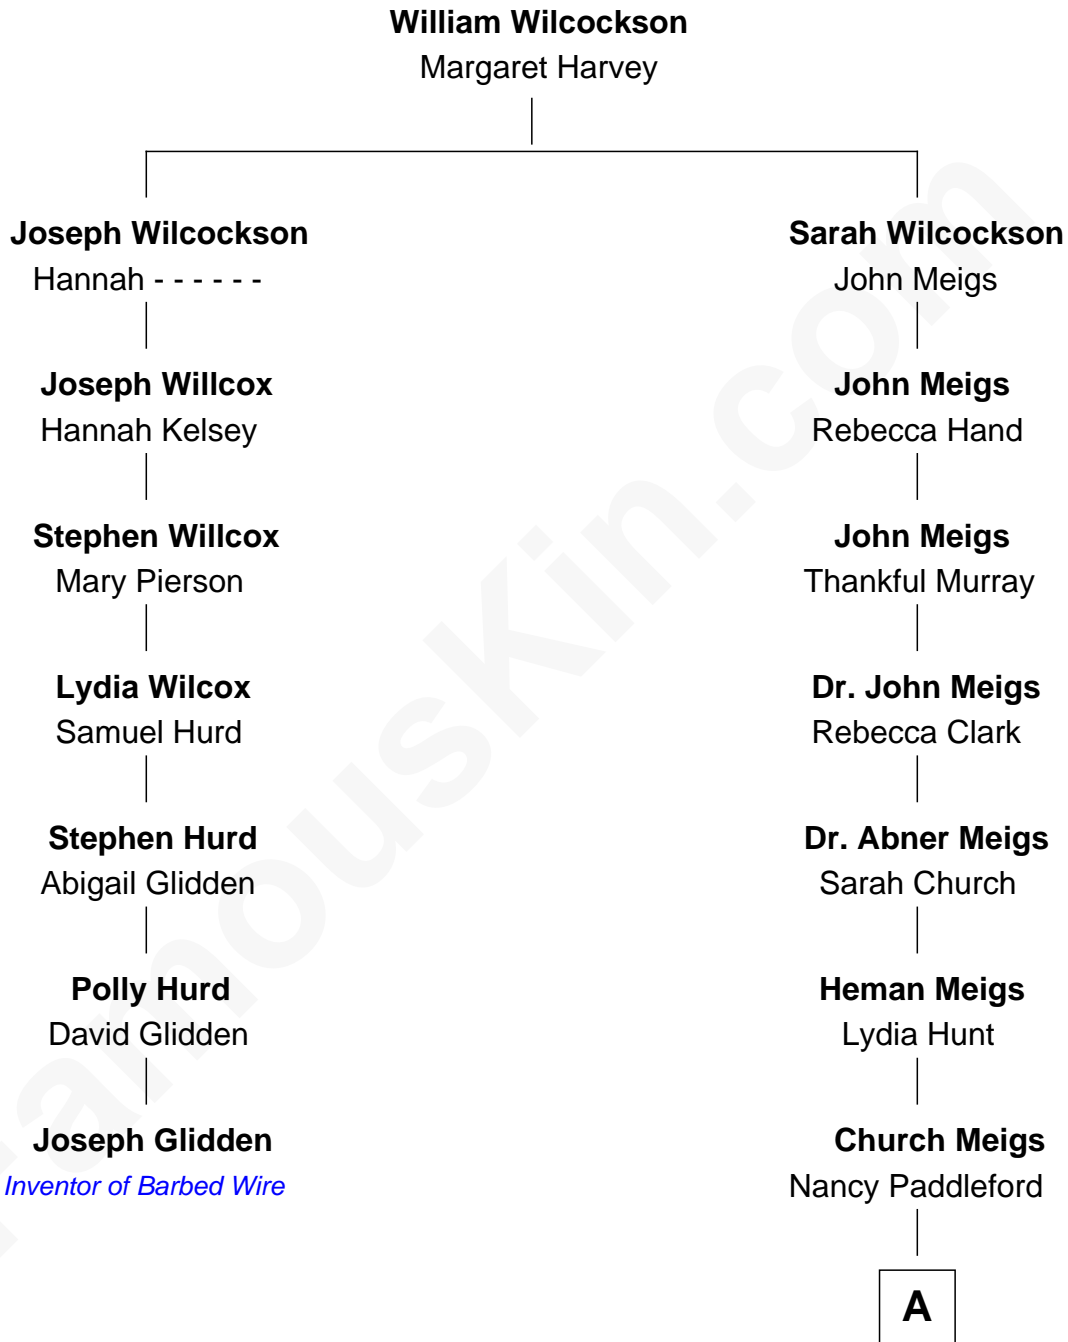 William Wilcockson
Margaret Harvey
Joseph Wilcockson
Hannah - - - - - -
Sarah Wilcockson
John Meigs
Joseph Willcox
Hannah Kelsey
John Meigs
Rebecca Hand
Stephen Willcox
Mary Pierson
John Meigs
Thankful Murray
Lydia Wilcox
Samuel Hurd
Dr. John Meigs
Rebecca Clark
Stephen Hurd
Abigail Glidden
Dr. Abner Meigs
Sarah Church
Polly Hurd
David Glidden
Heman Meigs
Lydia Hunt
Joseph Glidden
Inventor of Barbed Wire
Church Meigs
Nancy Paddleford
A
FamousKin.com